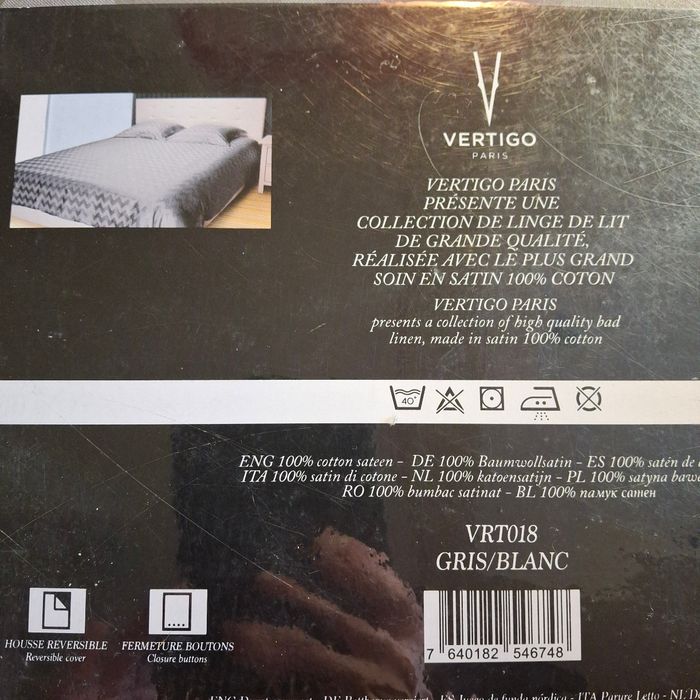 VERTIGO
PARIS
VERTIGO PARIS
PRÉSENTE UNE
COLLECTION DE LINGE DE LIT
DE GRANDE QUALITÉ,
RÉALISÉE AVEC LE PLUS GRAND
SOIN EN SATIN 100% COTON
VERTIGO PARIS
presents a collection of high quality bad
linen, made in satin 100% cotton
40°
ENG 100% cotton sateen - DE 100% Baumwollsatin - ES 100% satén de
ITA 100% satin di cotone - NL 100% katoensatijn - PL 100% satyna
RO 100% bumbac satinat - BL 100% памук сатен
VRT018
GRIS/BLANC
7 640182 546748
HOUSSE REVERSIBLE
Reversible cover
FERMETURE BOUTONS
Closure buttons